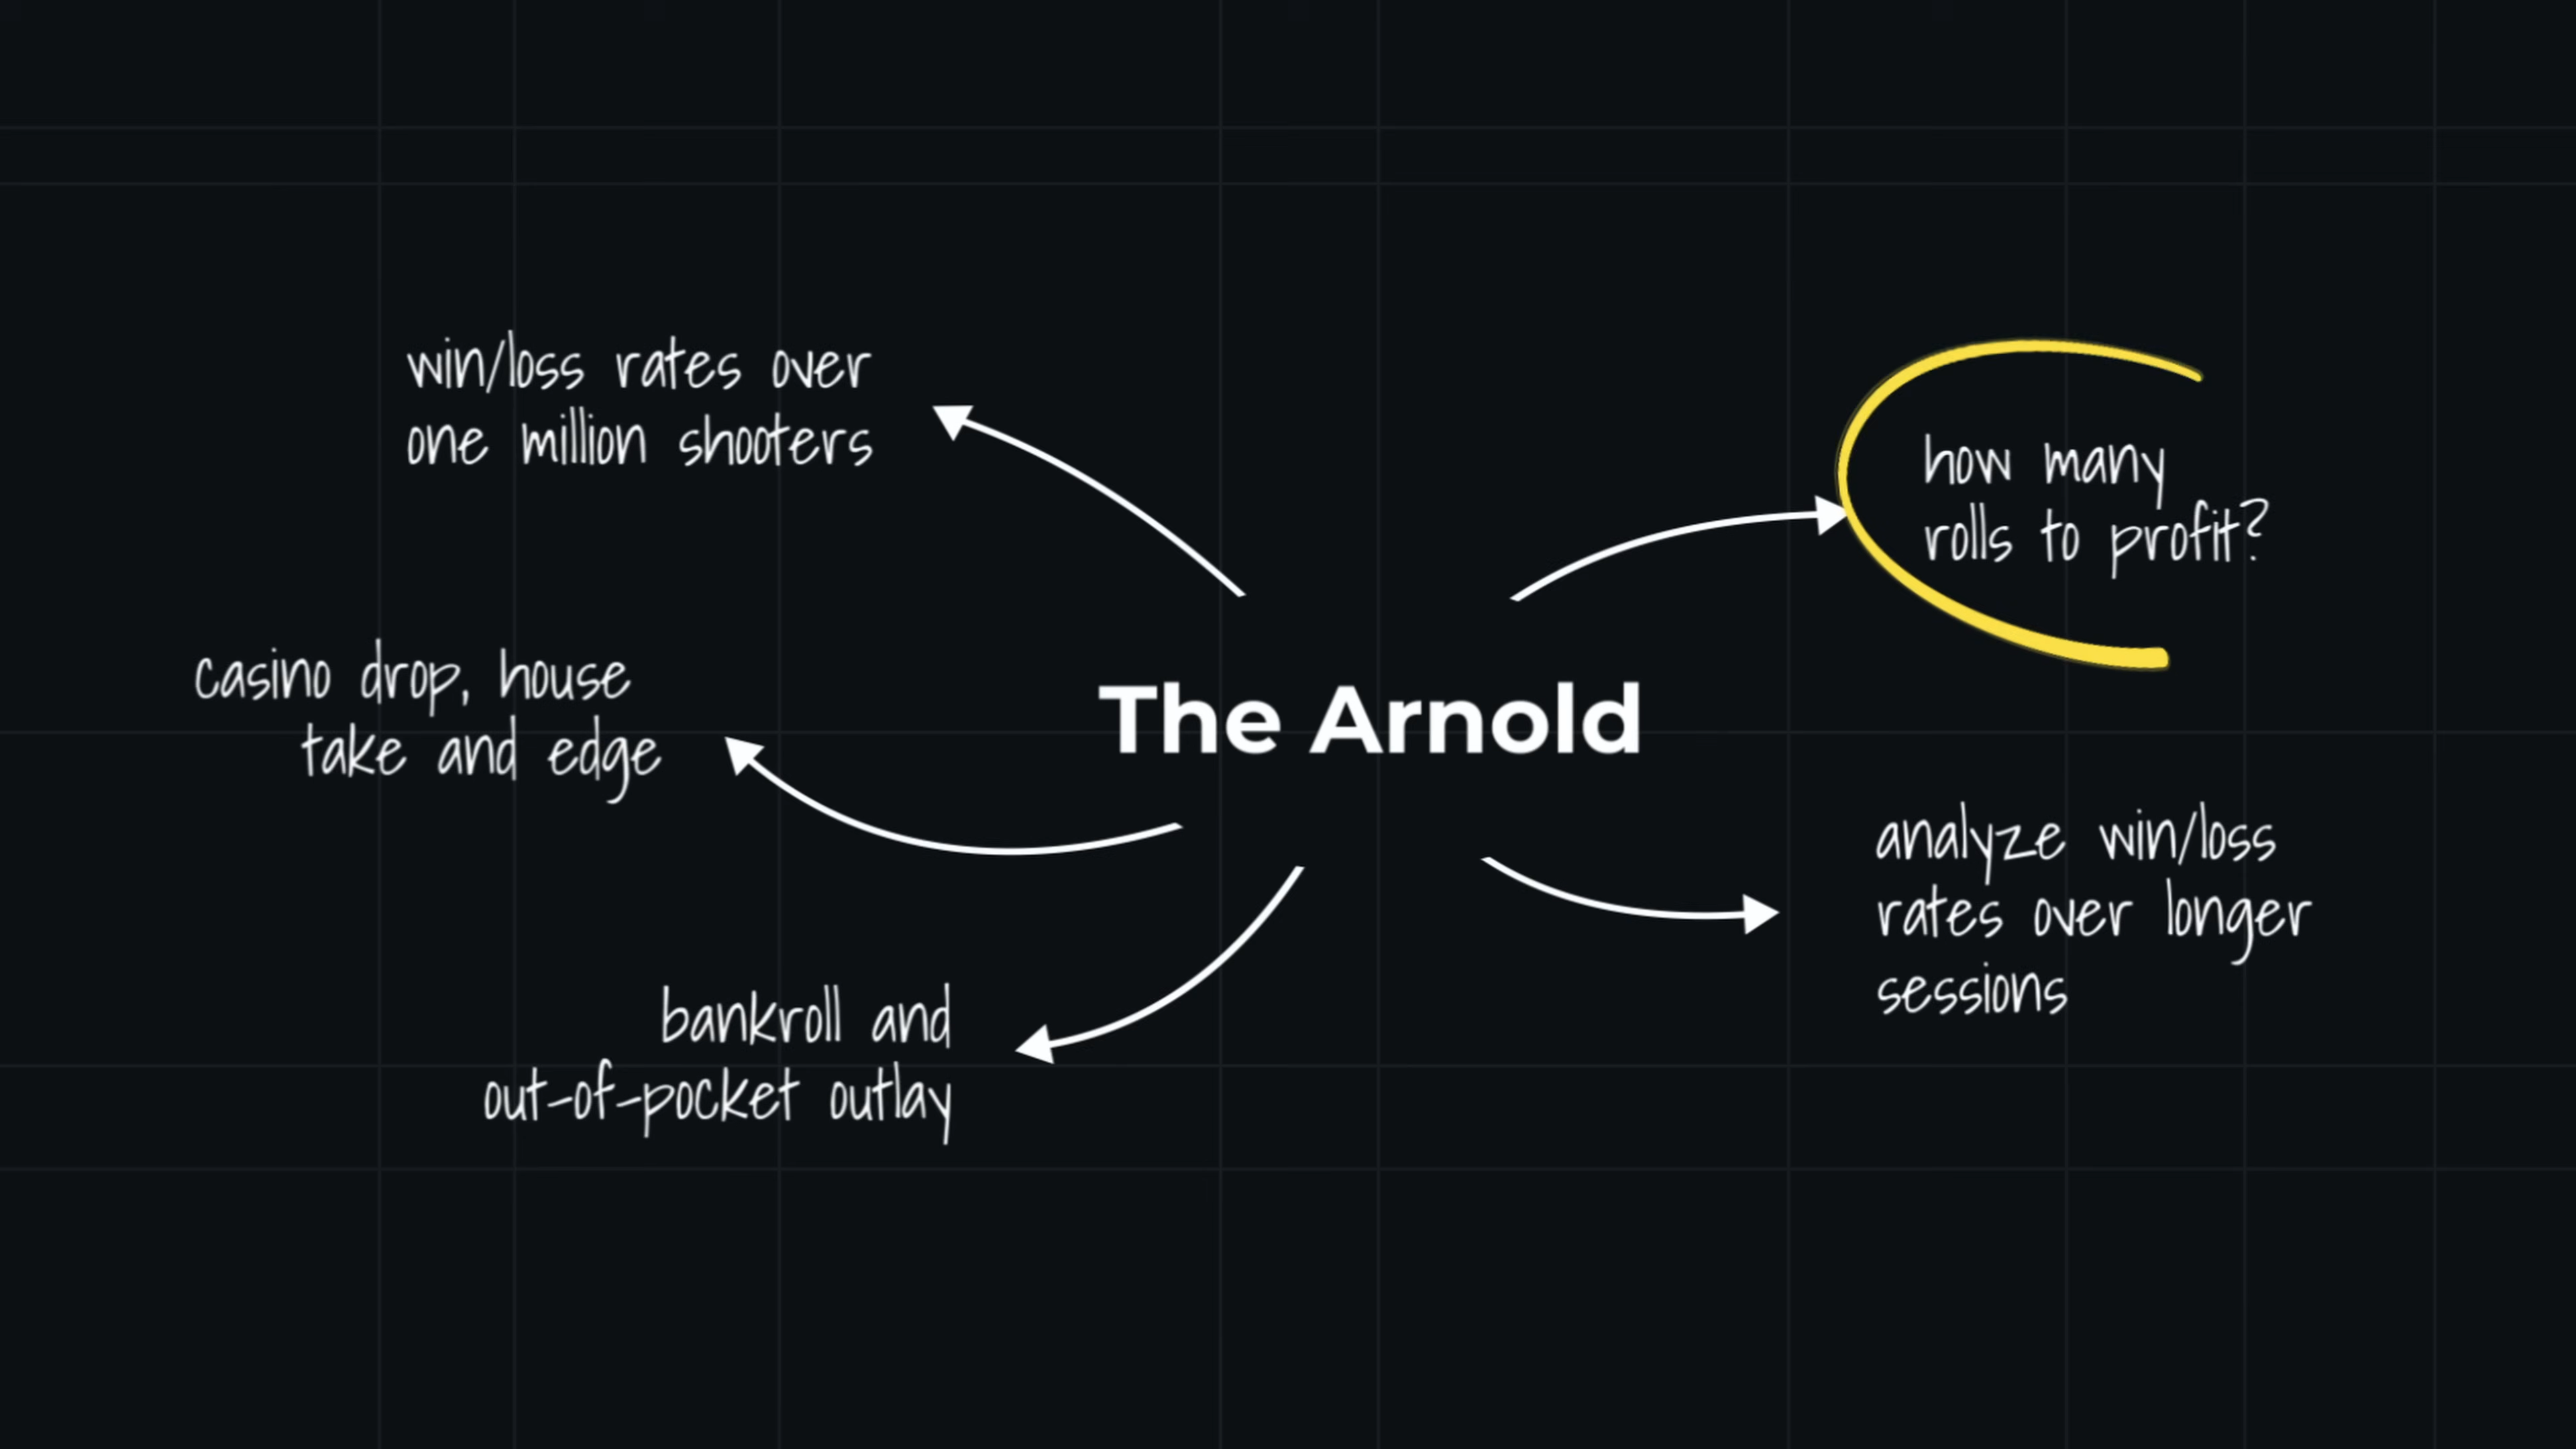 win/loss rates over
one million shooters
how many
rolls to profit?
casino drop, house
take and edge
The Arnold
analyze win/loss
rates over longer
sessions
bankroll and
out-of-pocket outlay